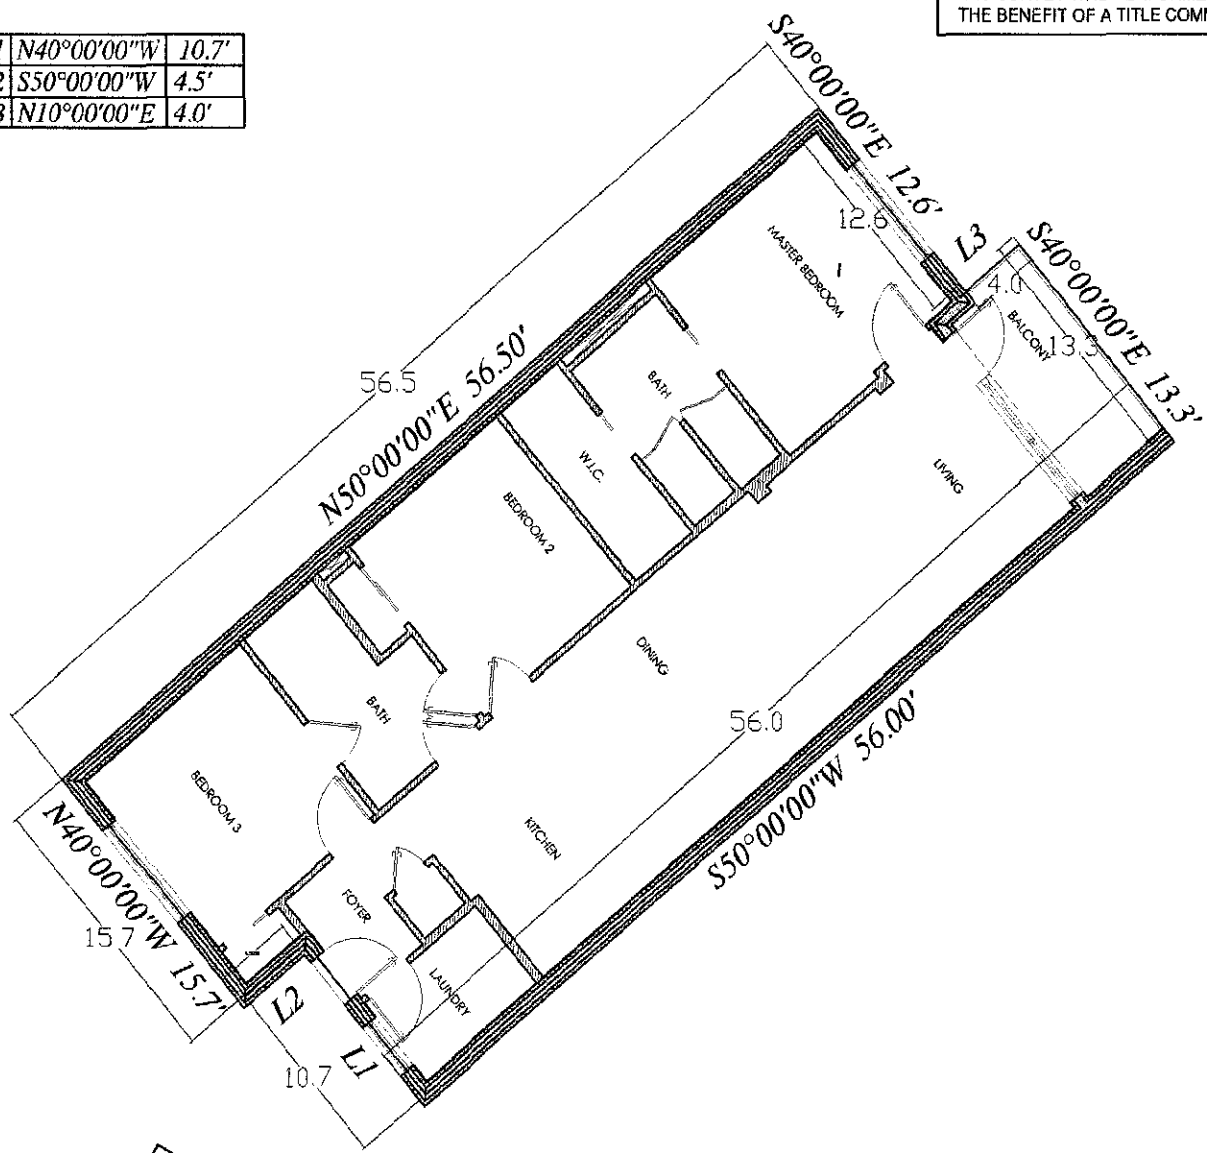 THE BENEFIT OF A TITLE COMM
1 N40°00'00"W 10.7'
2 S50°00'00"W 4.5'
3 N10°00'00"E 4.0'
S40°00'00"E 12.6'
12.6
L3
S40°00'00"E 13.3'
4.0
13.3
BALCONY
MASTER BEDROOM
56.5
N50°00'00"E 56.50'
BATH
W.I.C.
LIVING
BEDROOM 2
DINING
BATH
56.0
S50°00'00"W 56.00'
BEDROOM 3
KITCHEN
N40°00'00"W 15.7'
15.7
FOYER
LAUNDRY
L2
L1
10.7